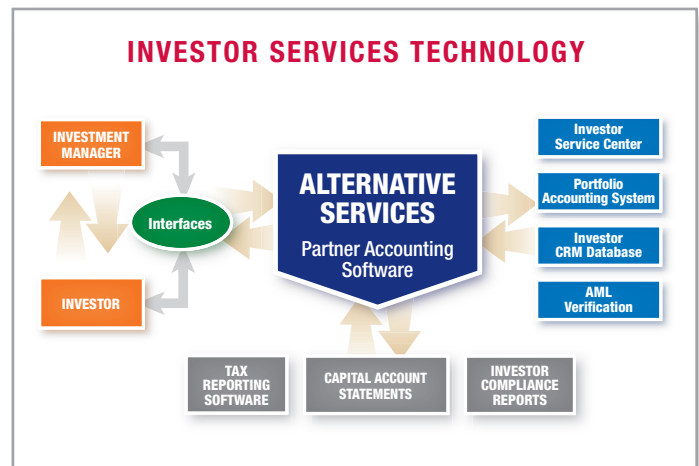 INVESTOR SERVICES TECHNOLOGY
INVESTMENT
MANAGER
Interfaces
INVESTOR
ALTERNATIVE
SERVICES
Partner Accounting
Software
Investor
Service Center
Portfolio
Accounting System
Investor
CRM Database
AML
Verification
TAX
REPORTING
SOFTWARE
CAPITAL ACCOUNT
STATEMENTS
INVESTOR
COMPLIANCE
REPORTS